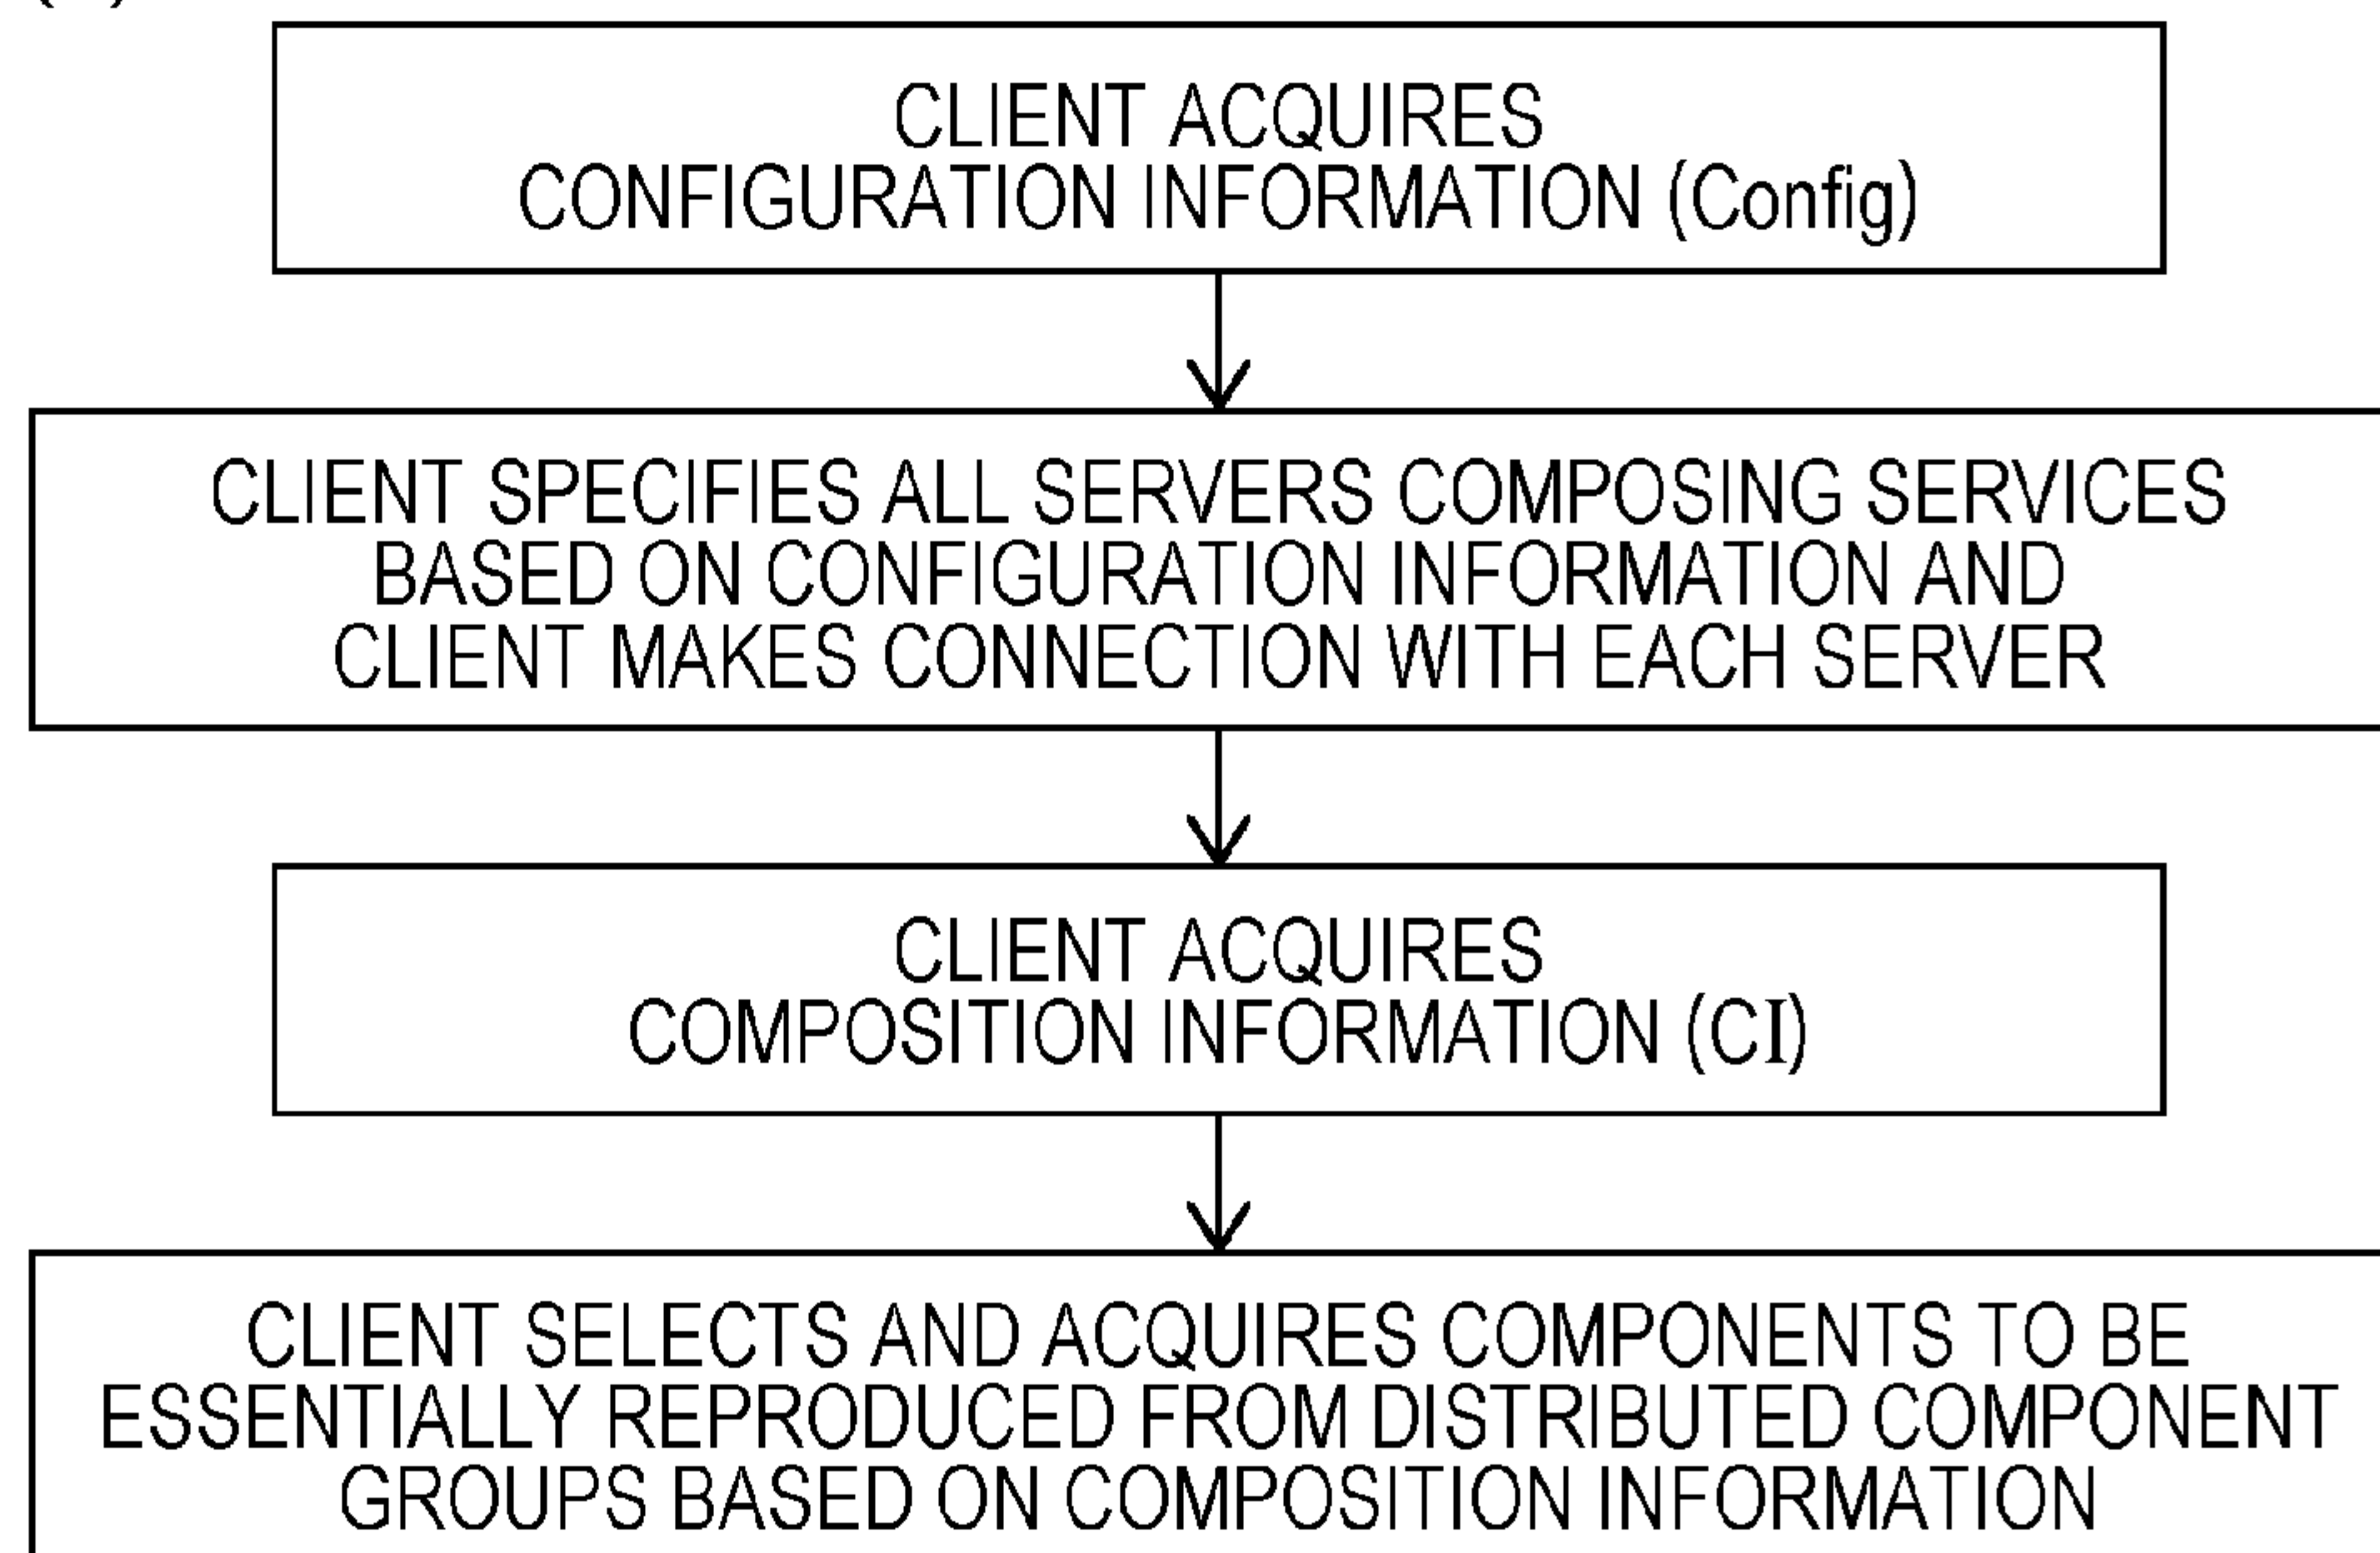 CLIENT ACQUIRES
CONFIGURATION INFORMATION (Config)
CLIENT SPECIFIES ALL SERVERS COMPOSING SERVICES
BASED ON CONFIGURATION INFORMATION AND
CLIENT MAKES CONNECTION WITH EACH SERVER
CLIENT ACQUIRES
COMPOSITION INFORMATION (CI)
CLIENT SELECTS AND ACQUIRES COMPONENTS TO BE
ESSENTIALLY REPRODUCED FROM DISTRIBUTED COMPONENT
GROUPS BASED ON COMPOSITION INFORMATION